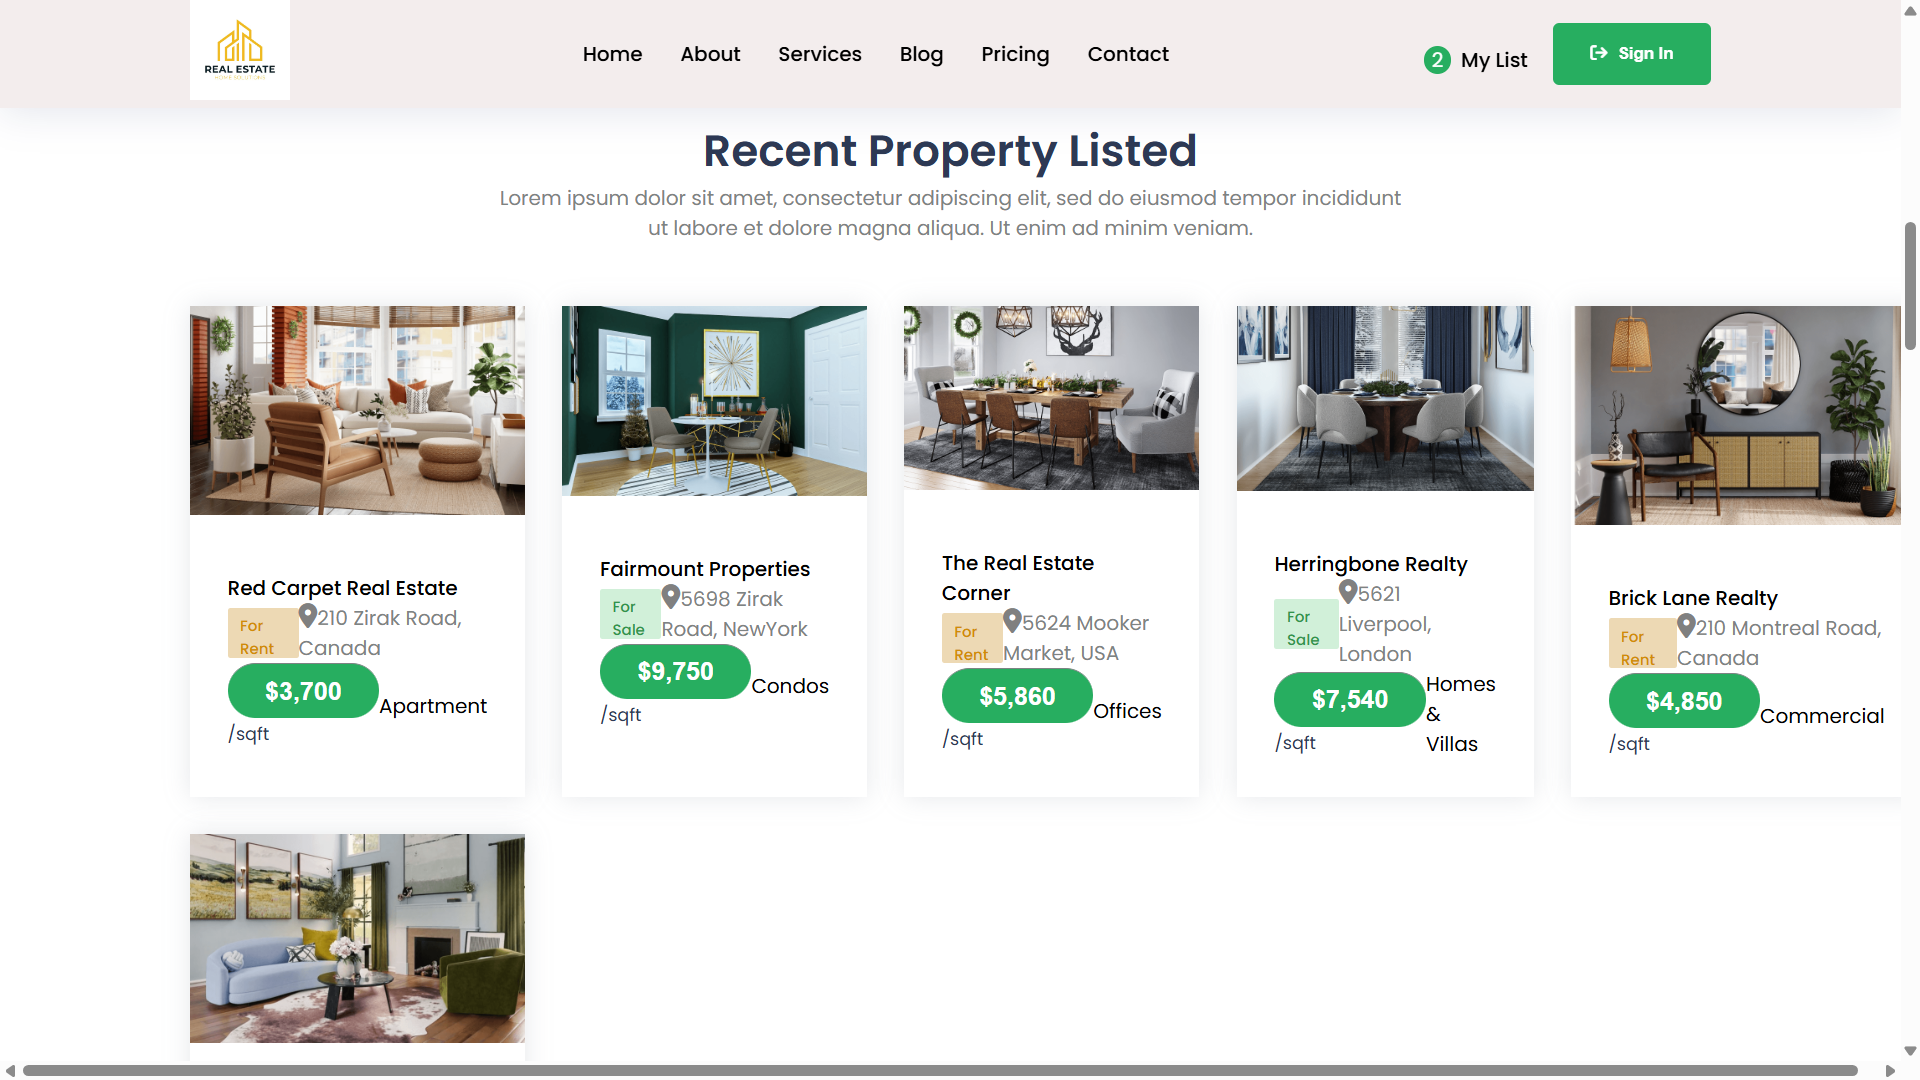 REAL ESTATE
Home
About
Services
Blog
Pricing
Contact
2
My List
Sign In
Recent Property Listed
Lorem ipsum dolor sit amet, consectetur adipiscing elit, sed do eiusmod tempor incididunt
ut labore et dolore magna aliqua. Ut enim ad minim veniam.
Red Carpet Real Estate
For
Rent
210 Zirak Road,
Canada
$3,700
/sqft
Apartment
Fairmount Properties
For
Sale
5698 Zirak
Road, NewYork
$9,750
/sqft
Condos
The Real Estate
Corner
For
Rent
5624 Mooker
Market, USA
$5,860
/sqft
Offices
Herringbone Realty
For
Sale
5621
Liverpool,
London
$7,540
/sqft
Homes
&
Villas
Brick Lane Realty
For
Rent
210 Montreal Road,
Canada
$4,850
/sqft
Commercial